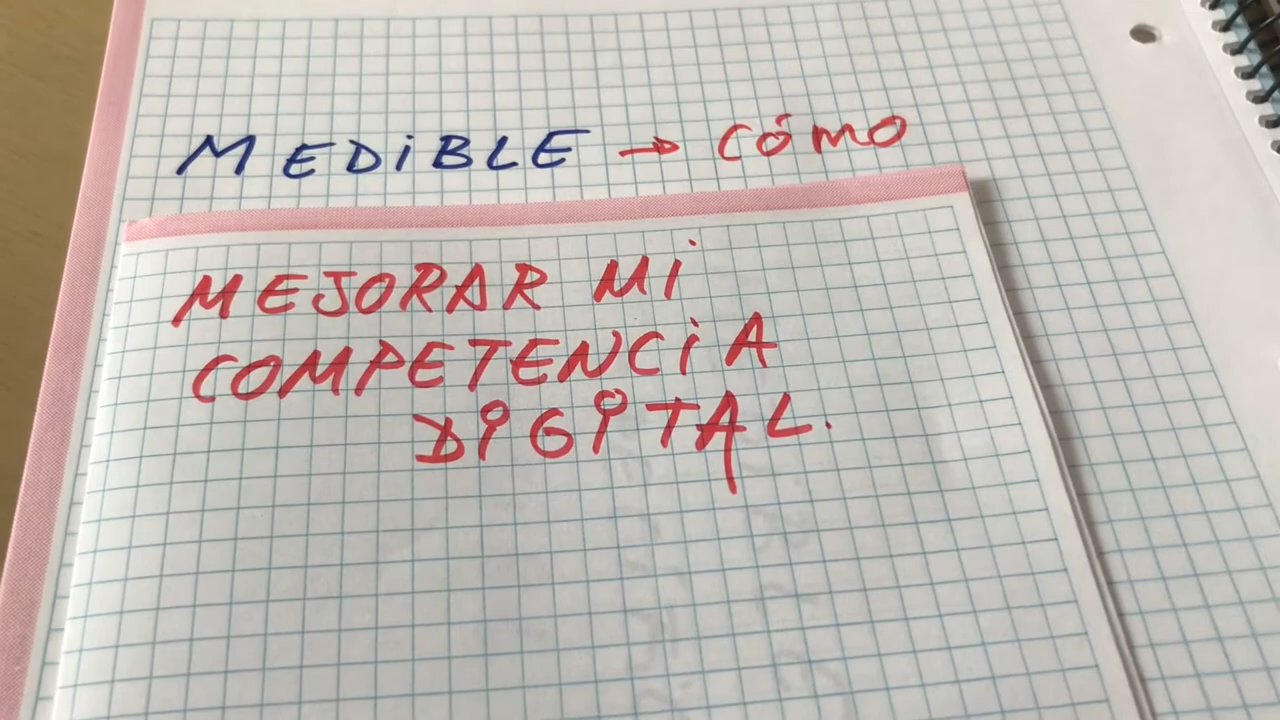 MEDiBLE → CÓMO
MEJORAR Mi
COMPETENCiA
DiGiTAL.